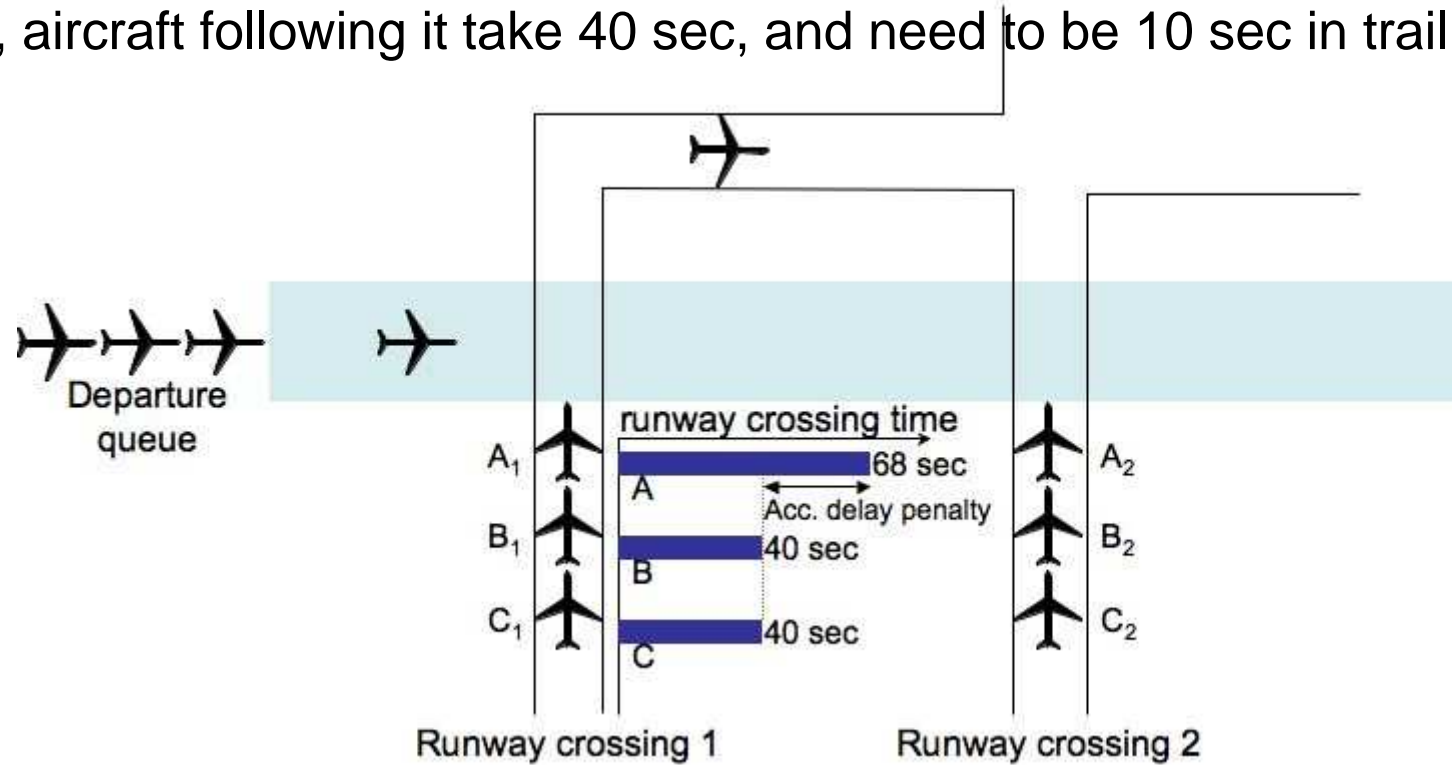 , aircraft following it take 40 sec, and need to be 10 sec in trail
Departure
queue
runway crossing time
A₁
68 sec
A
A₂
Acc. delay penalty
B₁
40 sec
B
B₂
C₁
40 sec
C
C₂
Runway crossing 1
Runway crossing 2